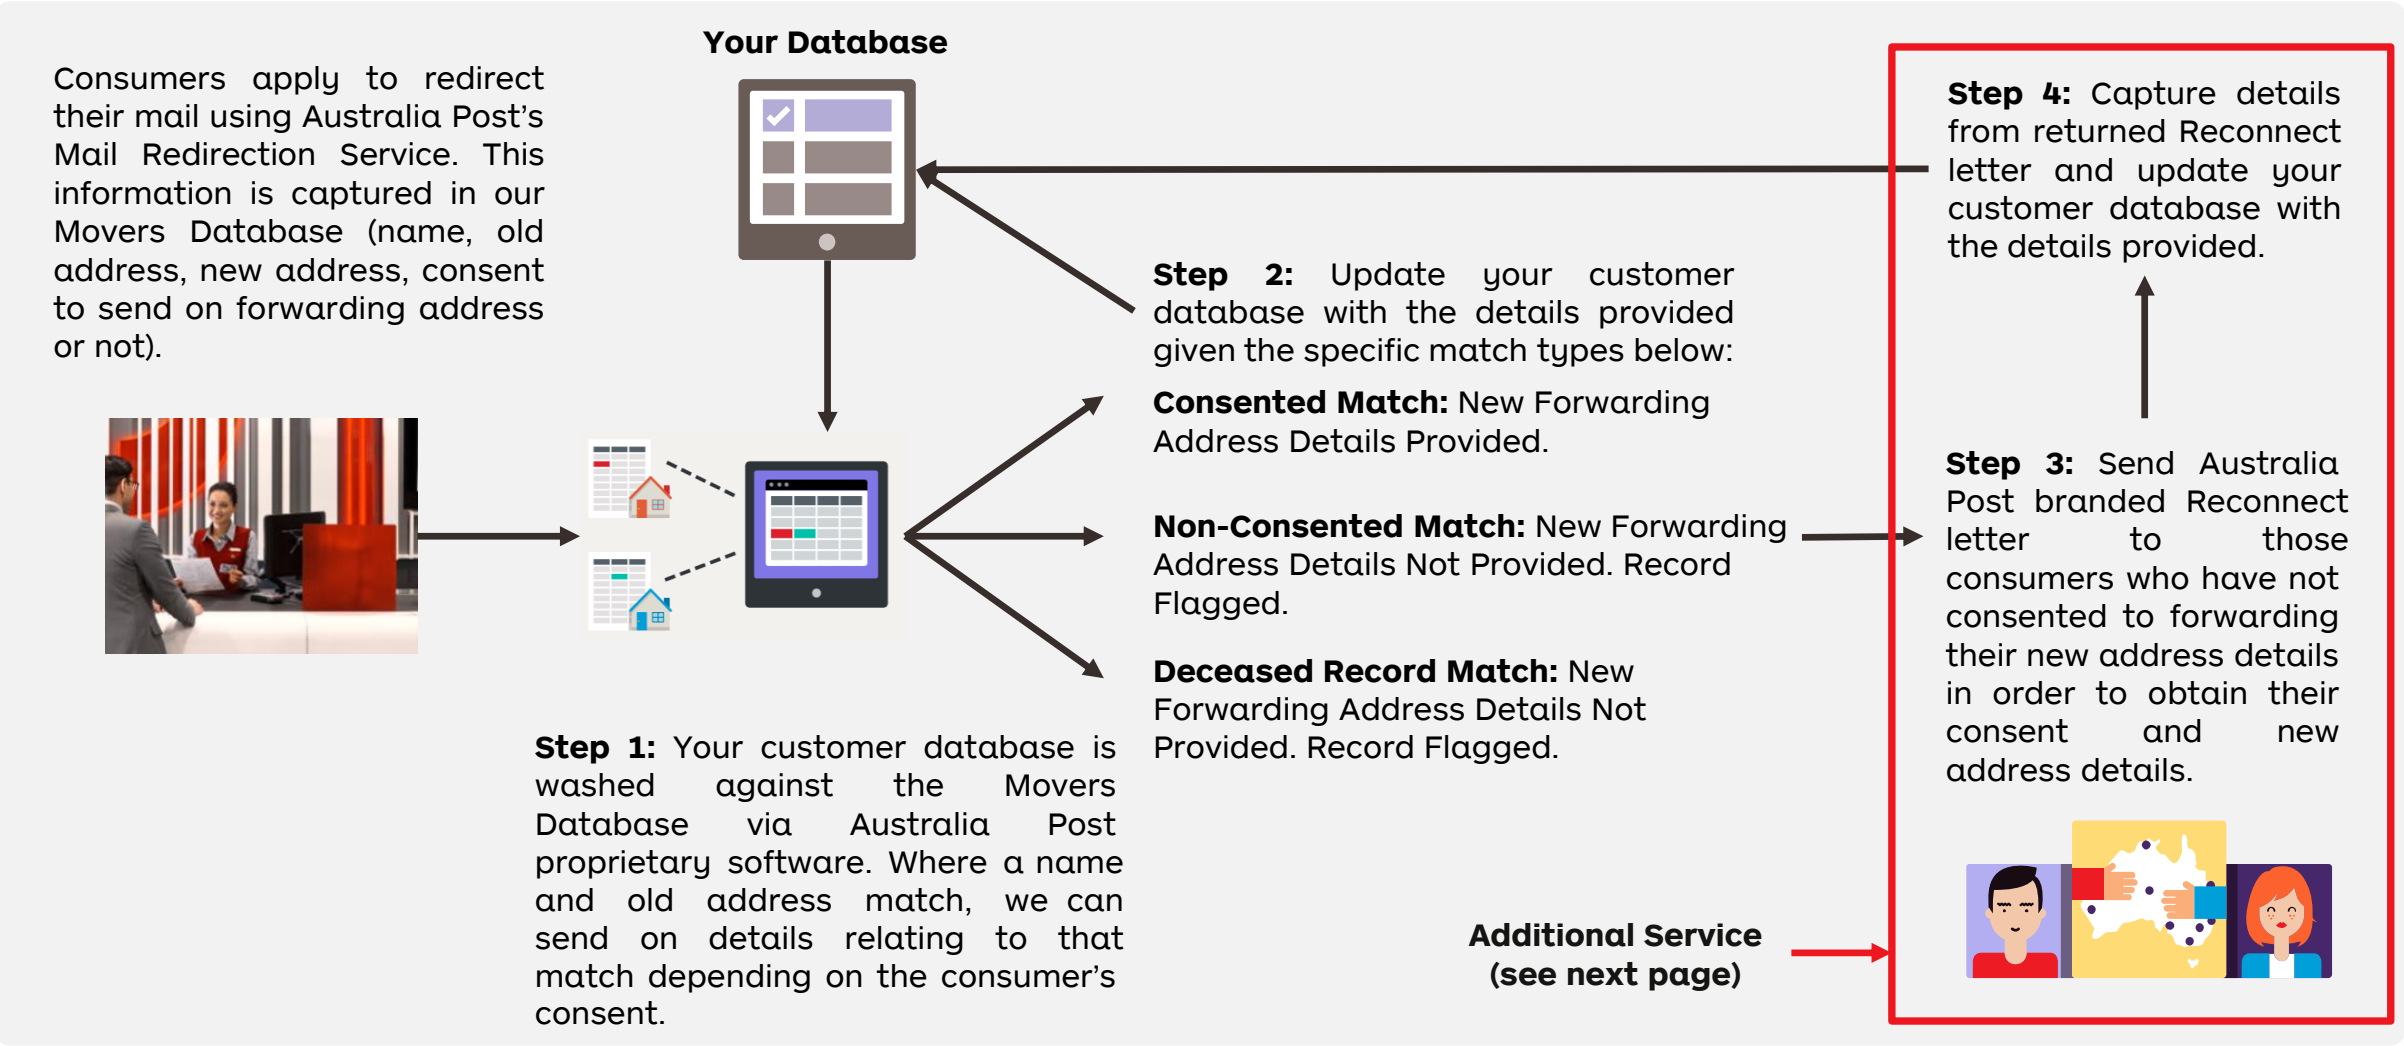 Your Database
Consumers apply to redirect
their mail using Australia Post’s
Mail Redirection Service. This
information is captured in our
Movers Database (name, old
address, new address, consent
to send on forwarding address
or not).
Step 1: Your customer database is
washed against the Movers
Database via Australia Post
proprietary software. Where a name
and old address match, we can
send on details relating to that
match depending on the consumer’s
consent.
Step 2: Update your customer
database with the details provided
given the specific match types below:
Consented Match: New Forwarding
Address Details Provided.
Non-Consented Match: New Forwarding
Address Details Not Provided. Record
Flagged.
Deceased Record Match: New
Forwarding Address Details Not
Provided. Record Flagged.
Step 3: Send Australia
Post branded Reconnect
letter to those
consumers who have not
consented to forwarding
their new address details
in order to obtain their
consent and new
address details.
Step 4: Capture details
from returned Reconnect
letter and update your
customer database with
the details provided.
Additional Service
(see next page)